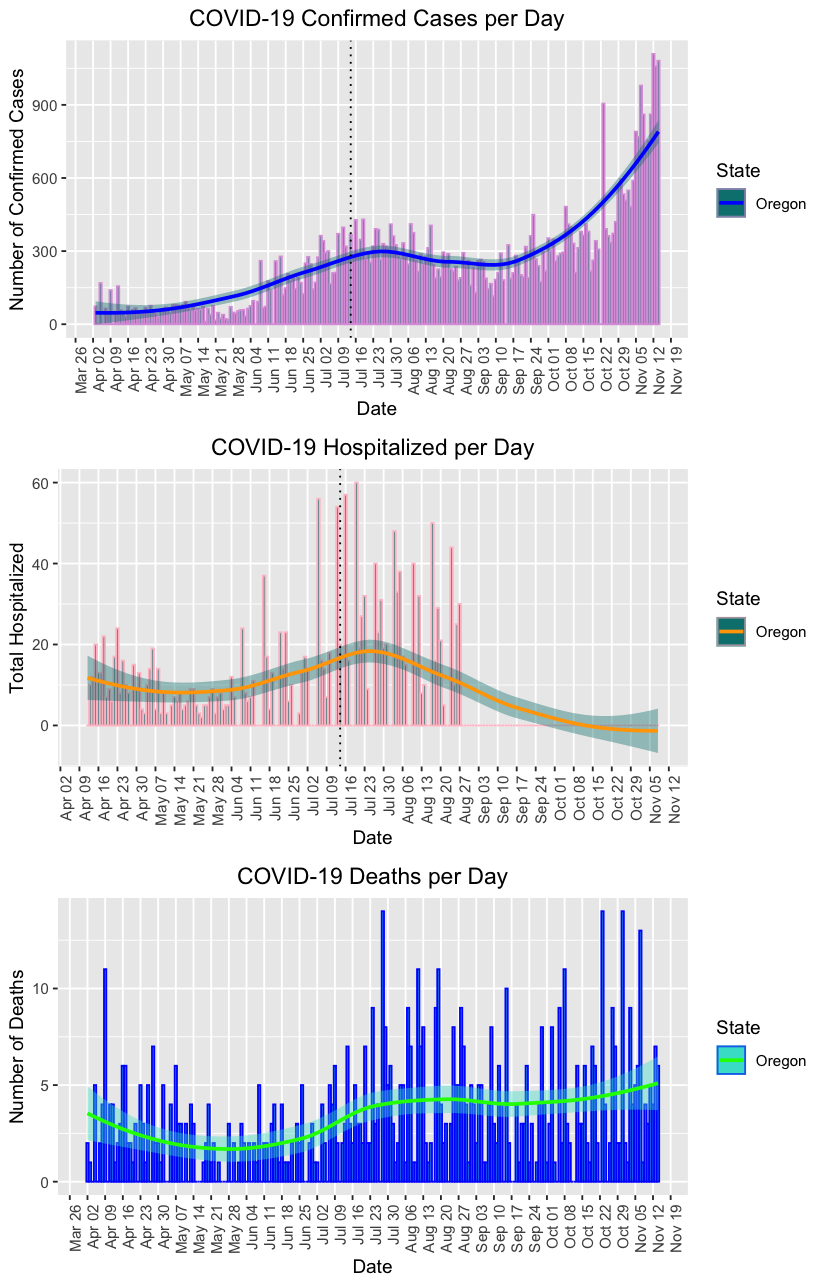 COVID-19 Confirmed Cases per Day
Number of Confirmed Cases
900
600
300
0
Mar 26
Apr 02
Apr 09
Apr 16
Apr 23
Apr 30
May 07
May 14
May 21
May 28
Jun 04
Jun 11
Jun 18
Jun 25
Jul 02
Jul 09
Jul 16
Jul 23
Jul 30
Aug 06
Aug 13
Aug 20
Aug 27
Sep 03
Sep 10
Sep 17
Sep 24
Oct 01
Oct 08
Oct 15
Oct 22
Oct 29
Nov 05
Nov 12
Nov 19
Date
State
Oregon
COVID-19 Hospitalized per Day
Total Hospitalized
60
40
20
0
Apr 02
Apr 09
Apr 16
Apr 23
Apr 30
May 07
May 14
May 21
May 28
Jun 04
Jun 11
Jun 18
Jun 25
Jul 02
Jul 09
Jul 16
Jul 23
Jul 30
Aug 06
Aug 13
Aug 20
Aug 27
Sep 03
Sep 10
Sep 17
Sep 24
Oct 01
Oct 08
Oct 15
Oct 22
Oct 29
Nov 05
Nov 12
Date
State
Oregon
COVID-19 Deaths per Day
Number of Deaths
10
5
0
Mar 26
Apr 02
Apr 09
Apr 16
Apr 23
Apr 30
May 07
May 14
May 21
May 28
Jun 04
Jun 11
Jun 18
Jun 25
Jul 02
Jul 09
Jul 16
Jul 23
Jul 30
Aug 06
Aug 13
Aug 20
Aug 27
Sep 03
Sep 10
Sep 17
Sep 24
Oct 01
Oct 08
Oct 15
Oct 22
Oct 29
Nov 05
Nov 12
Nov 19
Date
State
Oregon